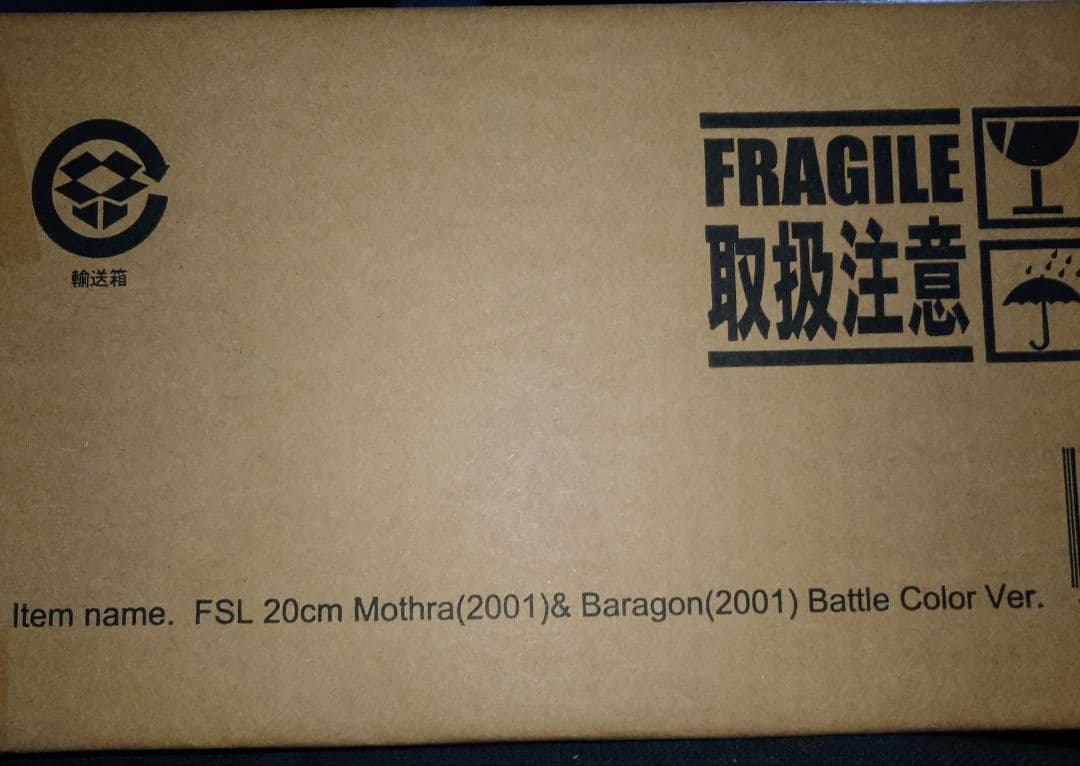 輸送箱
FRAGILE
取扱注意
Item name. FSL 20cm Mothra(2001)& Baragon(2001) Battle Color Ver.